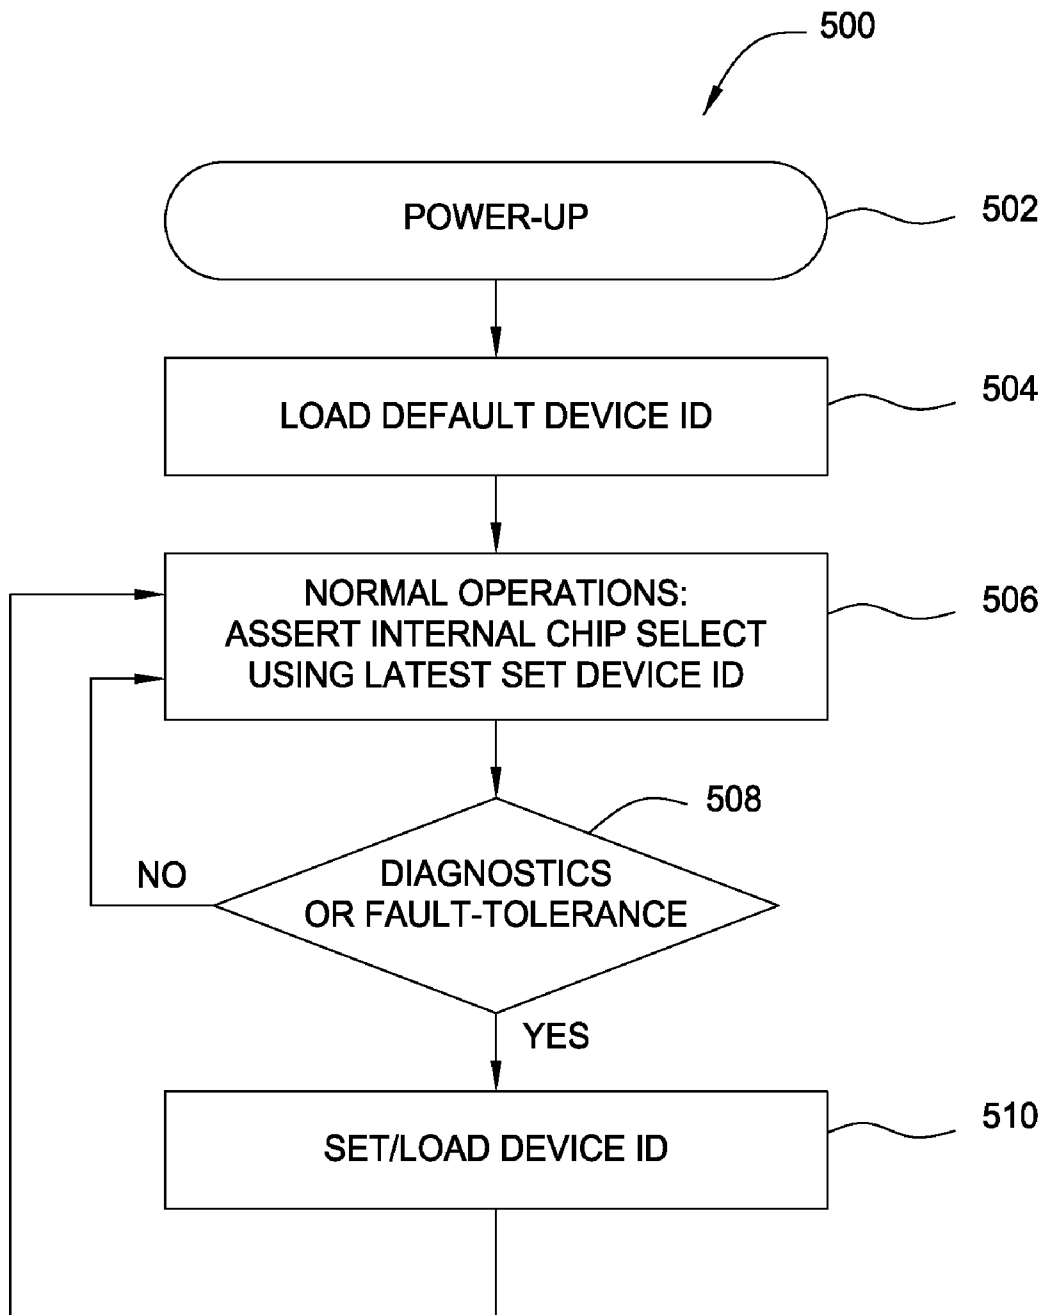 500
POWER-UP
502
LOAD DEFAULT DEVICE ID
504
NORMAL OPERATIONS:
ASSERT INTERNAL CHIP SELECT
USING LATEST SET DEVICE ID
506
508
DIAGNOSTICS
OR FAULT-TOLERANCE
NO
YES
SET/LOAD DEVICE ID
510